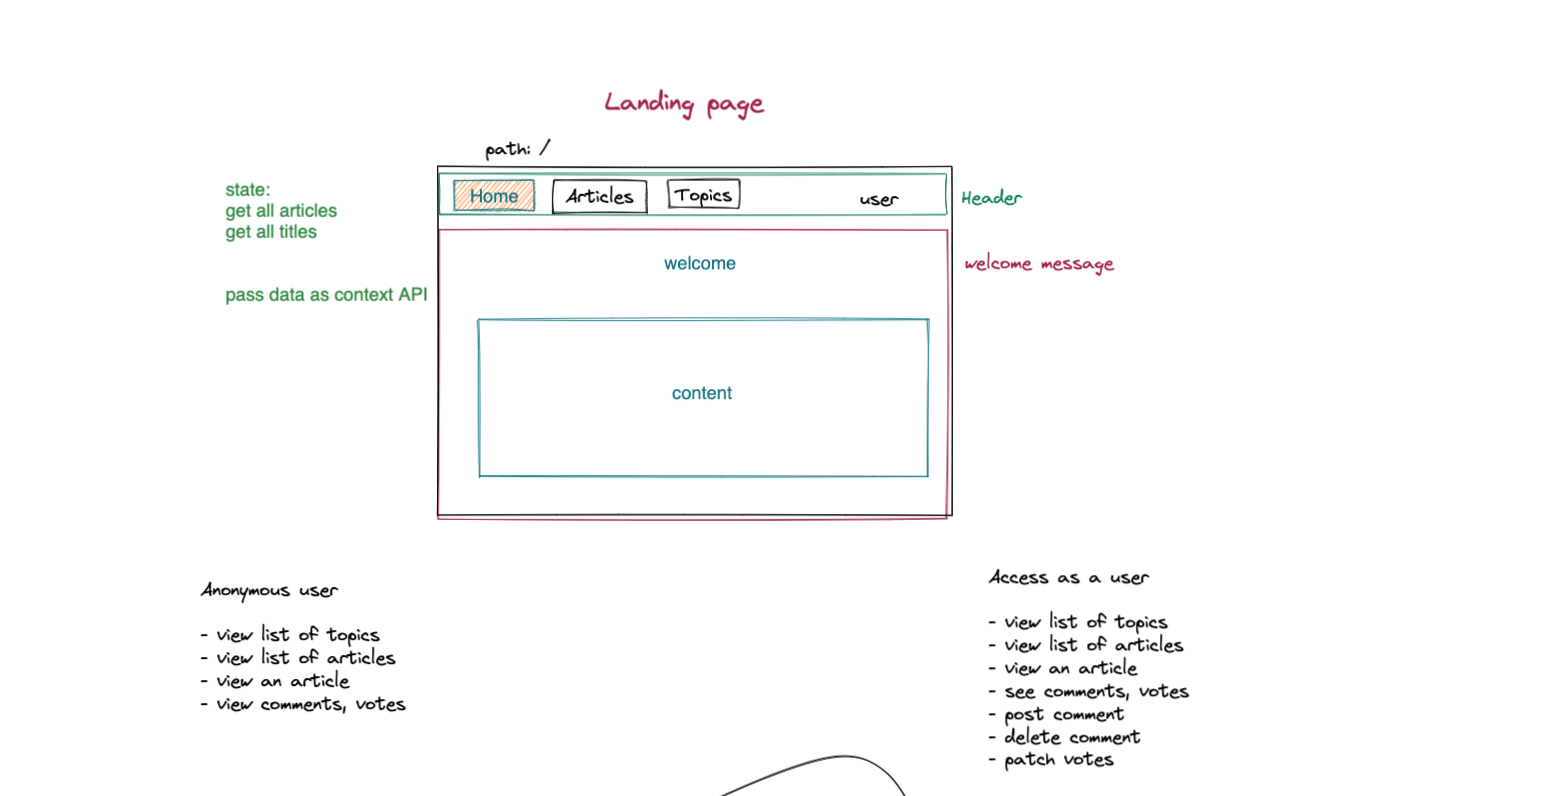 Landing page
path: /
state:
get all articles
get all titles
pass data as context API
Home Articles Topics user
Header
welcome
welcome message
content
Anonymous user
- view list of topics
- view list of articles
- view an article
- view comments, votes
Access as a user
- view list of topics
- view list of articles
- view an article
- see comments, votes
- post comment
- delete comment
- patch votes